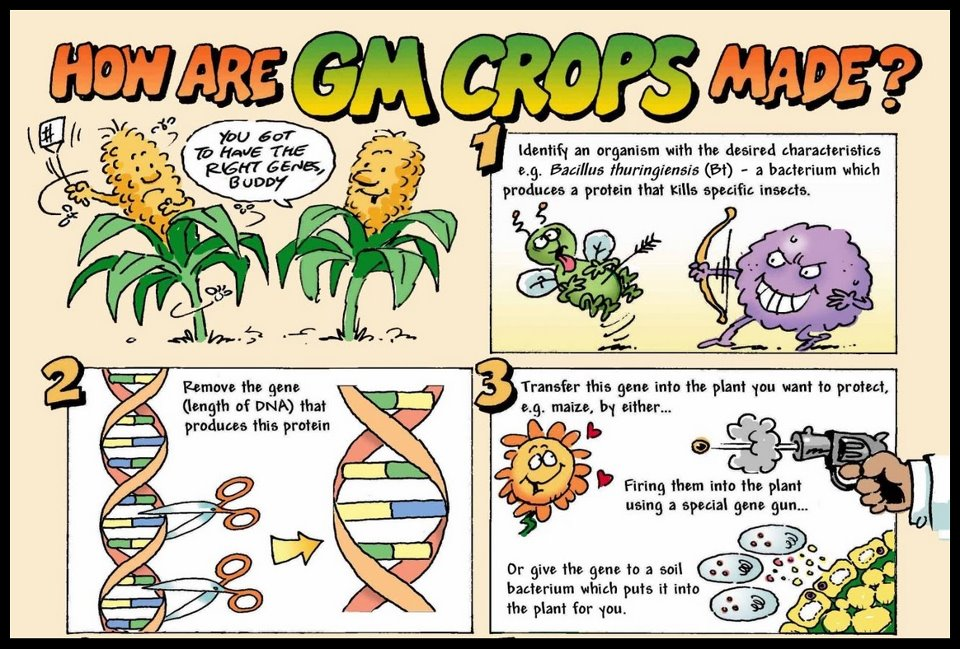 HOW ARE GM CROPS MADE?
#
YOU GOT
TO HAVE THE
RIGHT GENES,
BUDDY
1
Identify an organism with the desired characteristics
e.g. Bacillus thuringiensis (Bt) - a bacterium which
produces a protein that kills specific insects.
2
Remove the gene
(length of DNA) that
produces this protein
3
Transfer this gene into the plant you want to protect,
e.g. maize, by either...
Firing them into the plant
using a special gene gun...
Or give the gene to a soil
bacterium which puts it into
the plant for you.